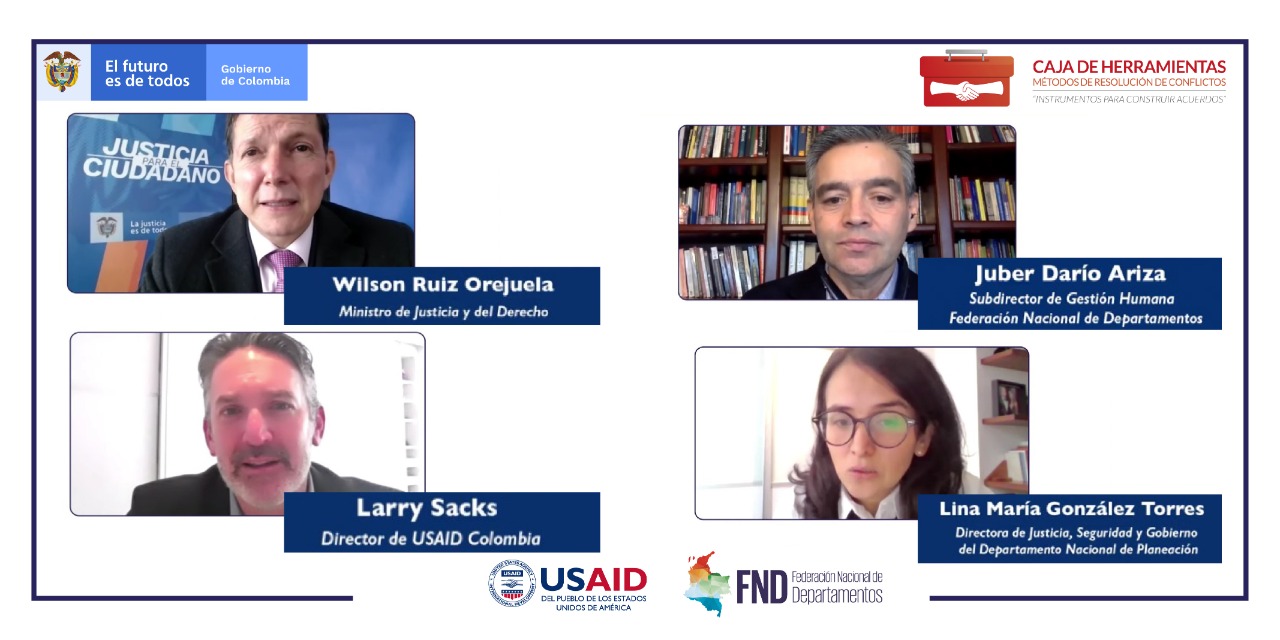 El futuro
es de todos
Gobierno
de Colombia
CAJA DE HERRAMIENTAS
MÉTODOS DE RESOLUCIÓN DE CONFLICTOS
"INSTRUMENTOS PARA CONSTRUIR ACUERDOS"
JUSTICIA
PARA EL
CIUDADANO
La justicia
es de todos
Wilson Ruiz Orejuela
Ministro de Justicia y del Derecho
Juber Darío Ariza
Subdirector de Gestión Humana
Federación Nacional de Departamentos
Larry Sacks
Director de USAID Colombia
Lina María González Torres
Directora de Justicia, Seguridad y Gobierno
del Departamento Nacional de Planeación
USAID
USAID
DEL PUEBLO DE LOS ESTADOS
UNIDOS DE AMÉRICA
FND
Federación Nacional de
Departamentos